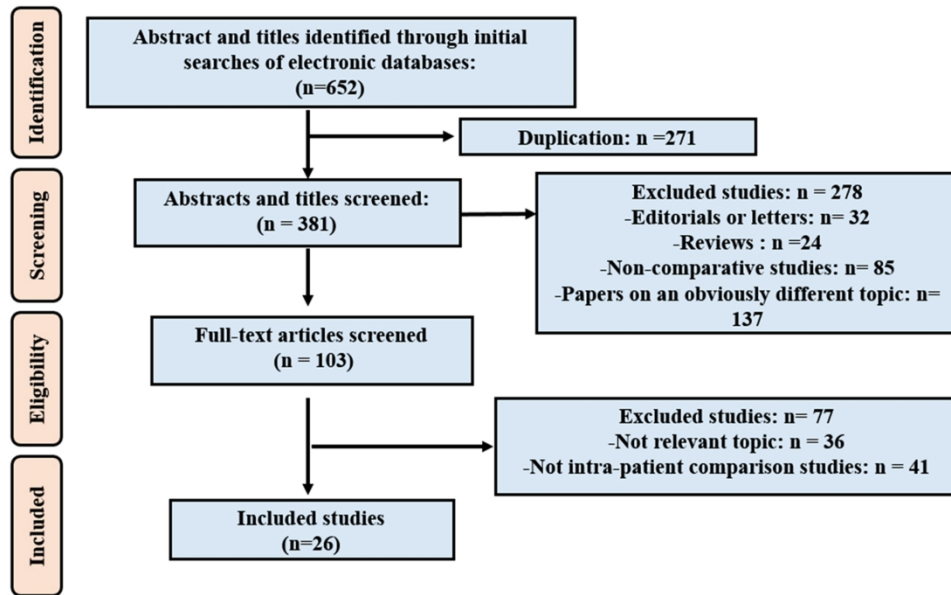 Identification
Abstract and titles identified through initial
searches of electronic databases:
(n=652)
Duplication: n =271
Screening
Abstracts and titles screened:
(n = 381)
Excluded studies: n = 278
-Editorials or letters: n= 32
-Reviews : n =24
-Non-comparative studies: n= 85
-Papers on an obviously different topic: n=
137
Eligibility
Full-text articles screened
(n = 103)
Excluded studies: n= 77
-Not relevant topic: n = 36
-Not intra-patient comparison studies: n = 41
Included
Included studies
(n=26)